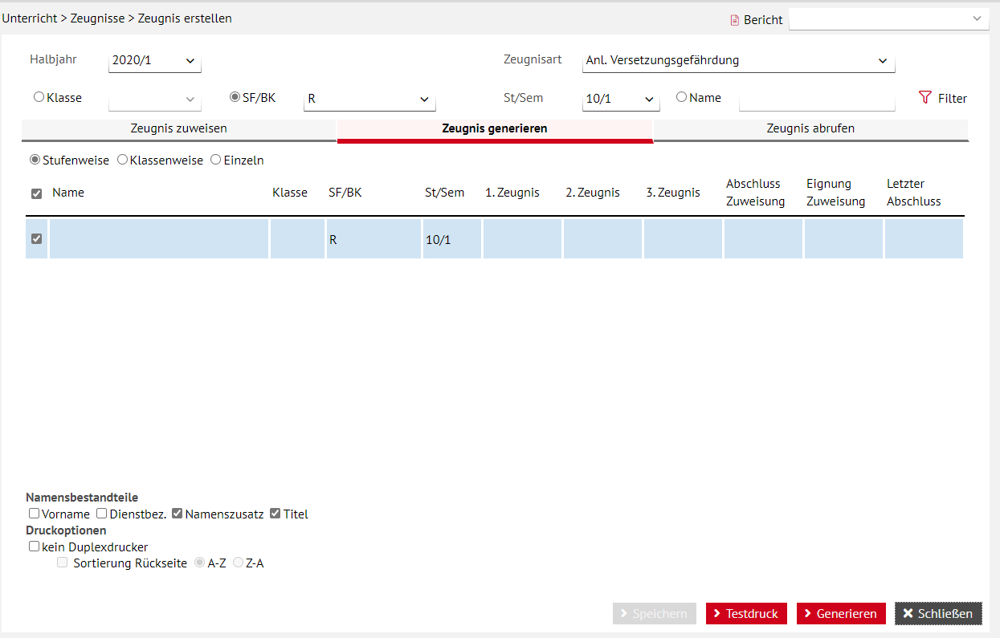 Unterricht > Zeugnisse > Zeugnis erstellen Bericht
Halbjahr 2020/1 Zeugnisart Anl. Versetzungsgefährdung
Klasse SF/BK R St/Sem 10/1 Name Filter
Zeugnis zuweisen Zeugnis generieren Zeugnis abrufen
Stufenweise Klassenweise Einzeln
Name Klasse SF/BK St/Sem 1. Zeugnis 2. Zeugnis 3. Zeugnis Abschluss Zuweisung Eignung Zuweisung Letzter Abschluss
R 10/1
Namensbestandteile
Vorname Dienstbez. Namenszusatz Titel
Druckoptionen
kein Duplexdrucker
Sortierung Rückseite A-Z Z-A
Speichern Testdruck Generieren Schließen